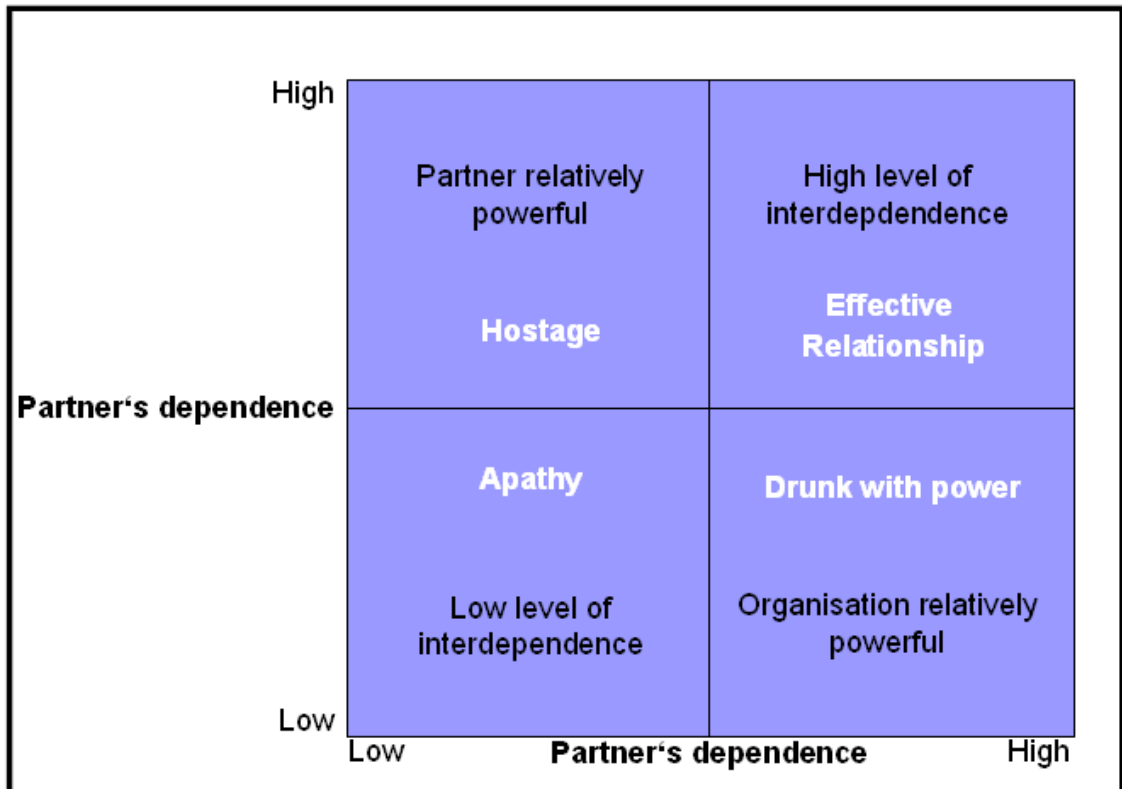 High
Partner relatively
powerful
High level of
interdepdendence
Hostage
Effective
Relationship
Partner‘s dependence
Apathy
Drunk with power
Low level of
interdependence
Organisation relatively
powerful
Low
Low
Partner‘s dependence
High